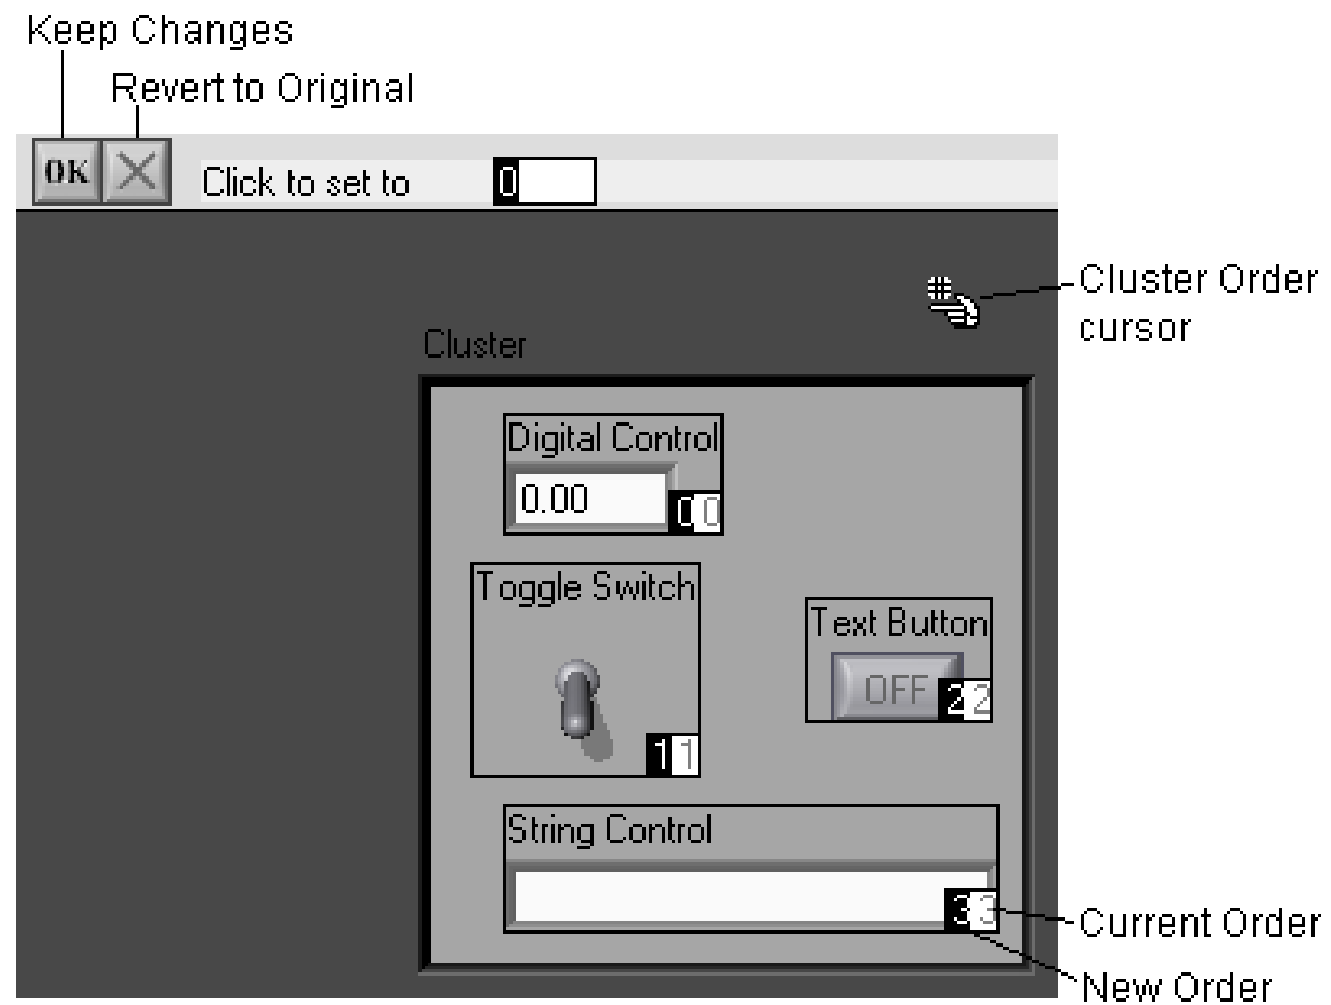 Keep Changes
Revert to Original
OK
Click to set to 0
Cluster Order
cursor
Cluster
Digital Control
0.00
0 0
Toggle Switch
Text Button
OFF
2 2
1 1
String Control
3 3
Current Order
New Order